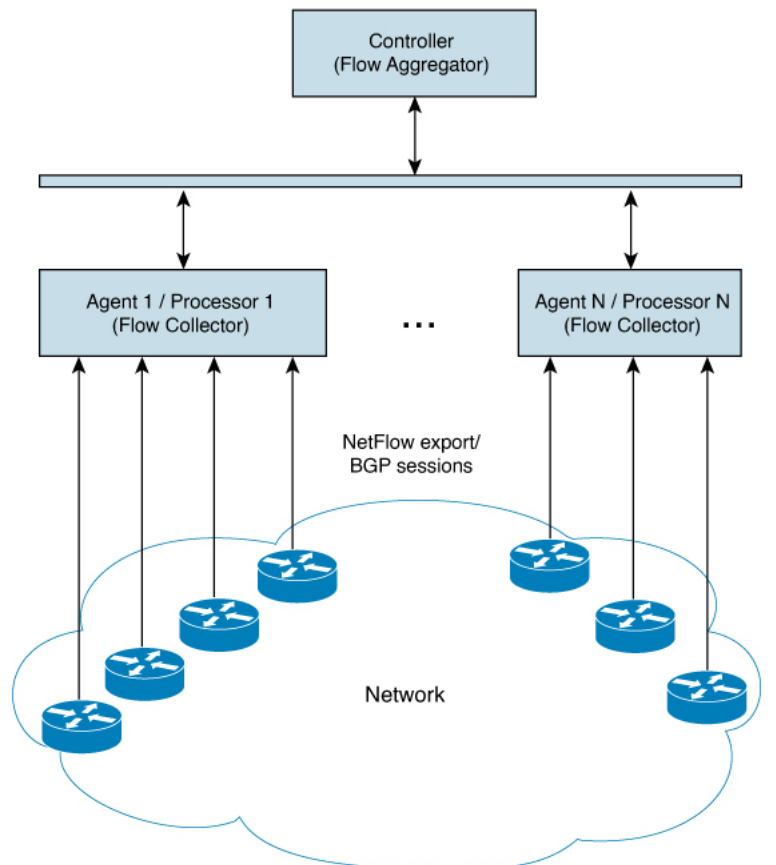 Controller
(Flow Aggregator)
Agent 1 / Processor 1
(Flow Collector)
...
Agent N / Processor N
(Flow Collector)
NetFlow export/
BGP sessions
Network